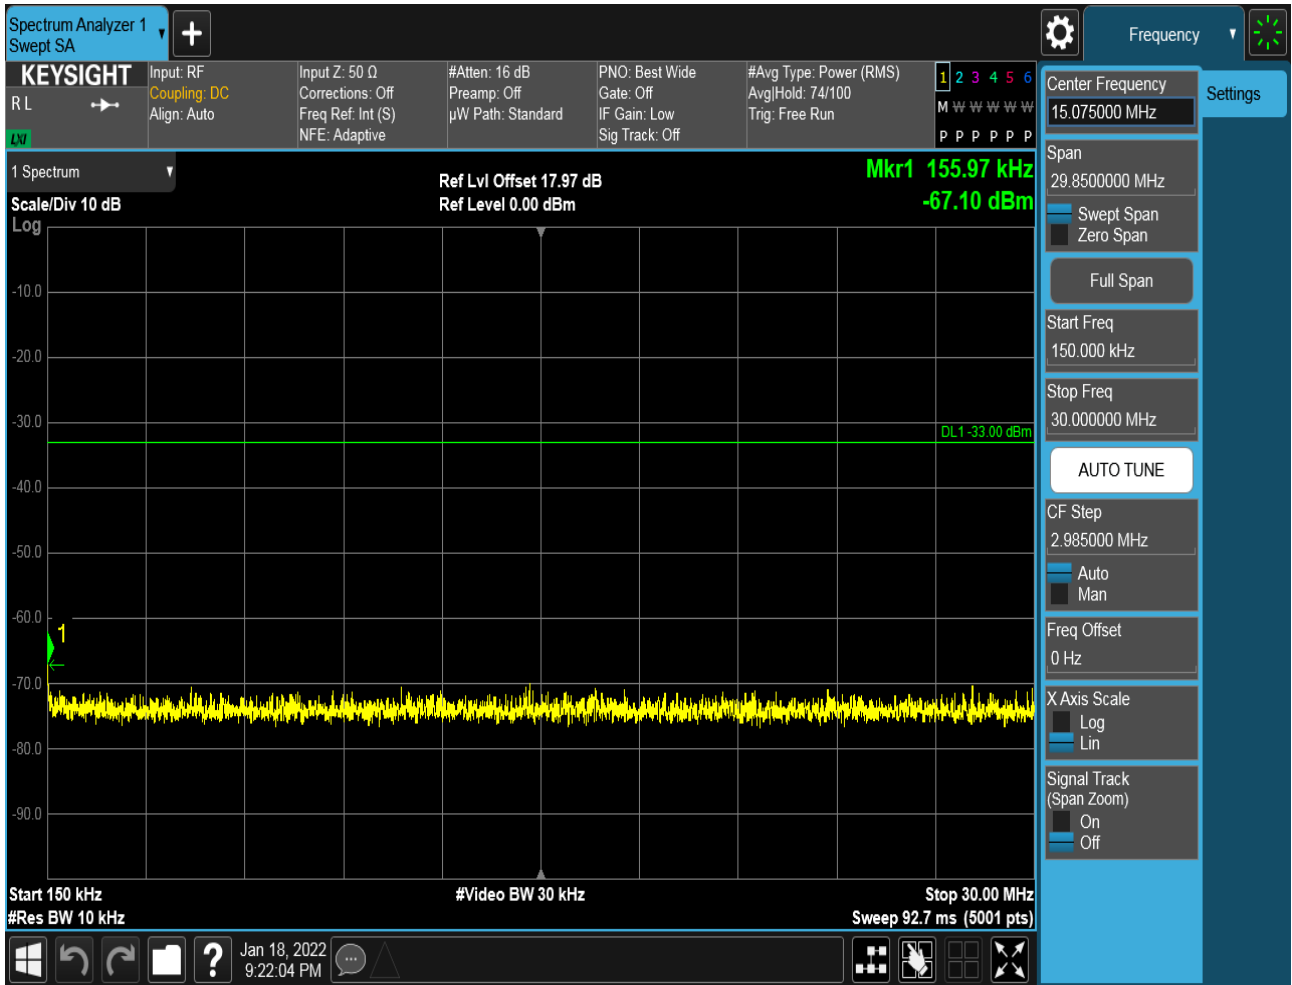 Spectrum Analyzer 1
Swept SA
Frequency
KEYSIGHT
R L
LXI
Input: RF
Coupling: DC
Align: Auto
Input Z: 50 Ω
Corrections: Off
Freq Ref: Int (S)
NFE: Adaptive
#Atten: 16 dB
Preamp: Off
µW Path: Standard
PNO: Best Wide
Gate: Off
IF Gain: Low
Sig Track: Off
#Avg Type: Power (RMS)
Avg|Hold: 74/100
Trig: Free Run
1 2 3 4 5 6
M W W W W W
P P P P P P
1 Spectrum
Scale/Div 10 dB
Log
Ref Lvl Offset 17.97 dB
Ref Level 0.00 dBm
Mkr1 155.97 kHz
-67.10 dBm
-10.0
-20.0
-30.0
DL1 -33.00 dBm
-40.0
-50.0
-60.0
1
-70.0
-80.0
-90.0
Start 150 kHz
#Video BW 30 kHz
Stop 30.00 MHz
#Res BW 10 kHz
Sweep 92.7 ms (5001 pts)
?
Jan 18, 2022
9:22:04 PM
Center Frequency
15.075000 MHz
Settings
Span
29.8500000 MHz
Swept Span
Zero Span
Full Span
Start Freq
150.000 kHz
Stop Freq
30.000000 MHz
AUTO TUNE
CF Step
2.985000 MHz
Auto
Man
Freq Offset
0 Hz
X Axis Scale
Log
Lin
Signal Track
(Span Zoom)
On
Off